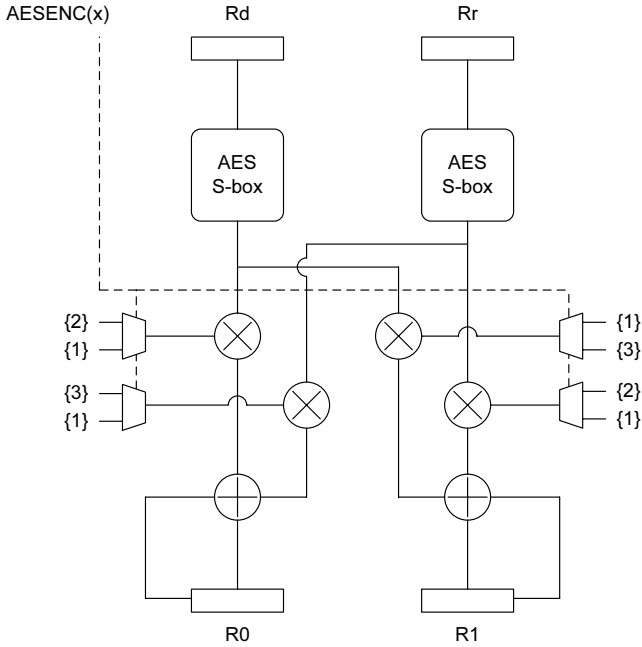 AESENC(x) Rd Rr
AES
S-box
AES
S-box
{2}
{1}
{3}
{1}
{1}
{3}
{2}
{1}
R0 R1